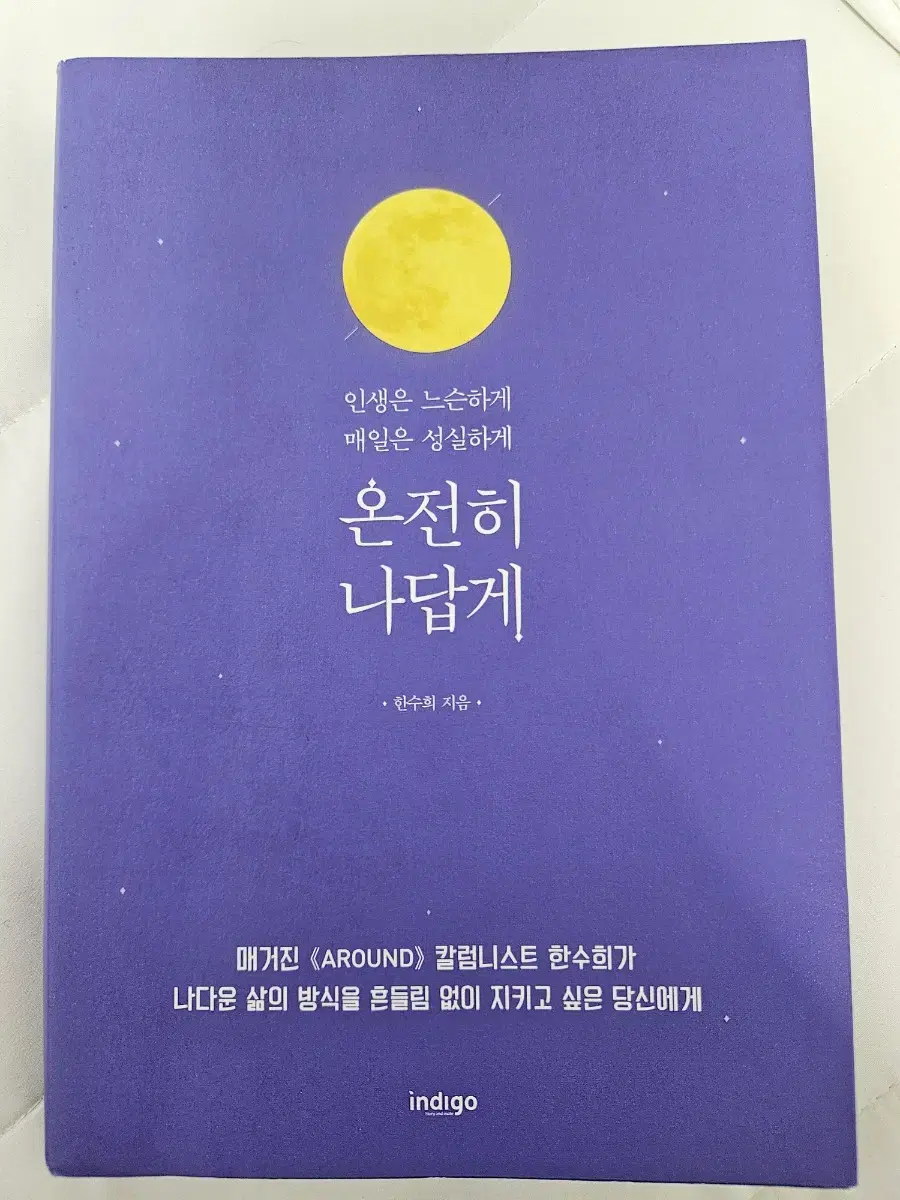 인생은 느슨하게
매일은 성실하게
온전히
나답게
한수희 지음
매거진 《AROUND》 칼럼니스트 한수희가
나다운 삶의 방식을 흔들림 없이 지키고 싶은 당신에게
indigo